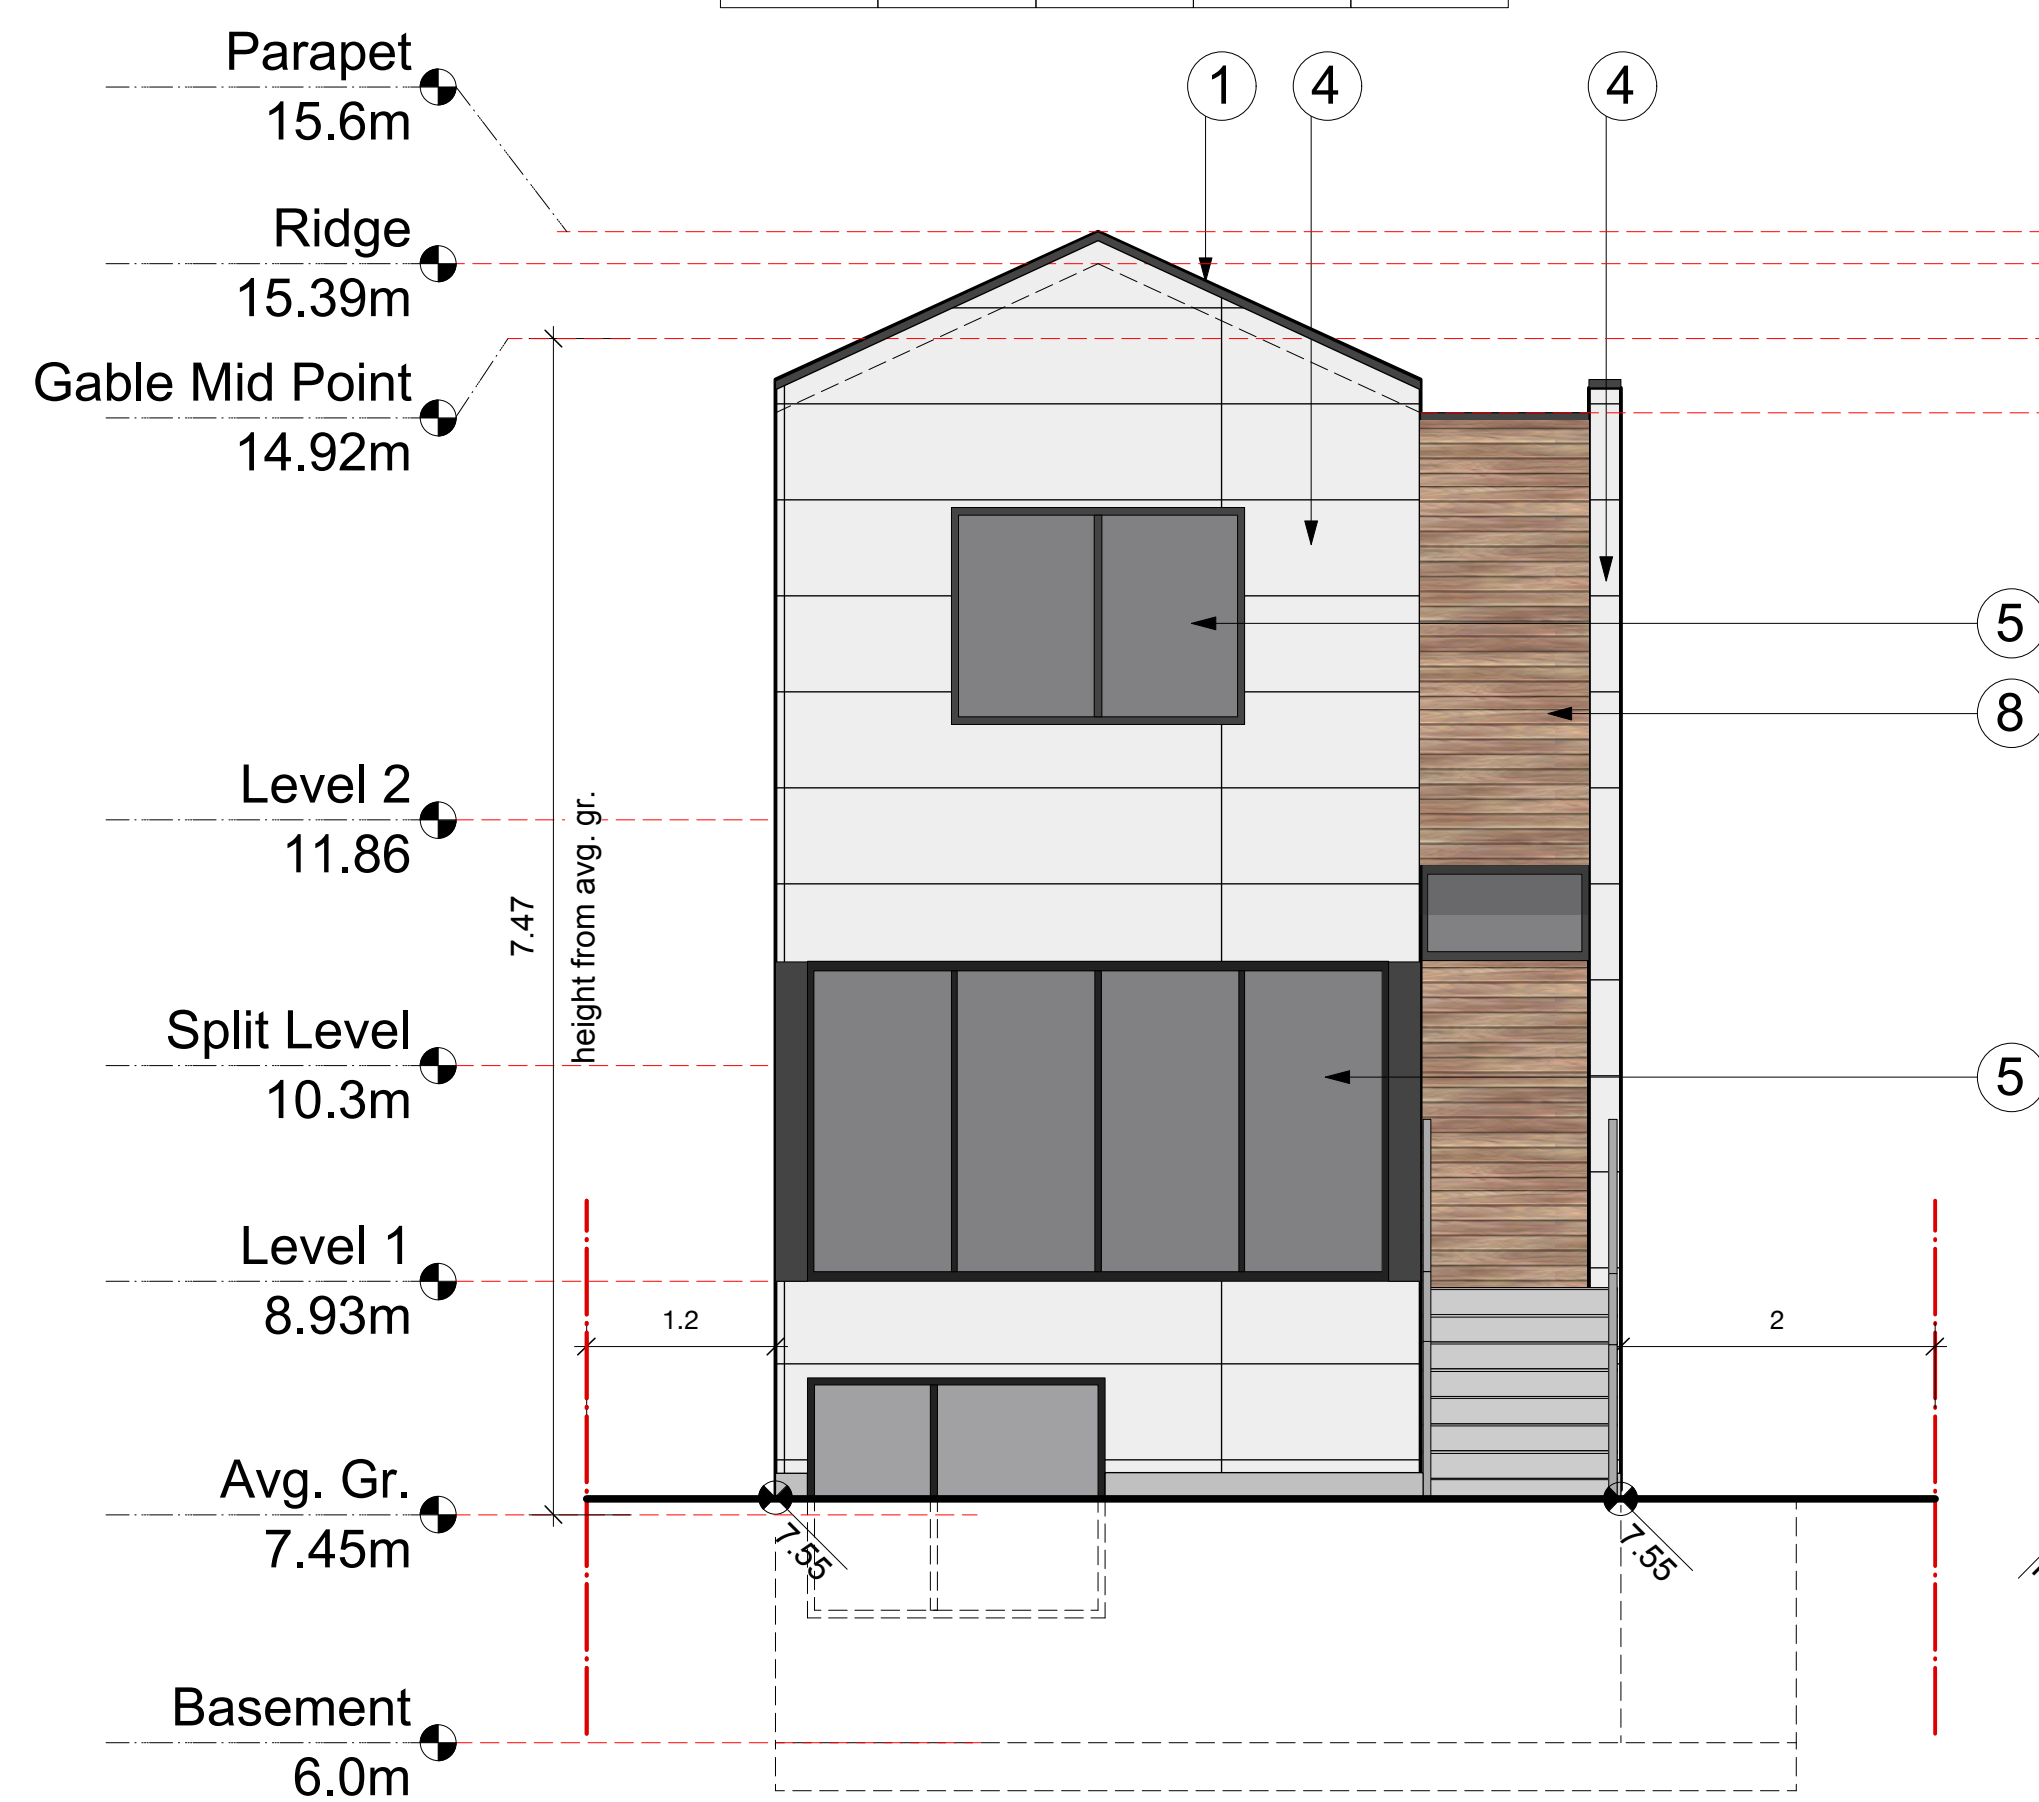 Parapet
15.6m
1
4
4
Ridge
15.39m
Gable Mid Point
14.92m
5
8
Level 2
11.86
7.47
height from avg. gr.
Split Level
10.3m
5
Level 1
8.93m
1.2
2
Avg. Gr.
7.45m
7.55
7.55
Basement
6.0m